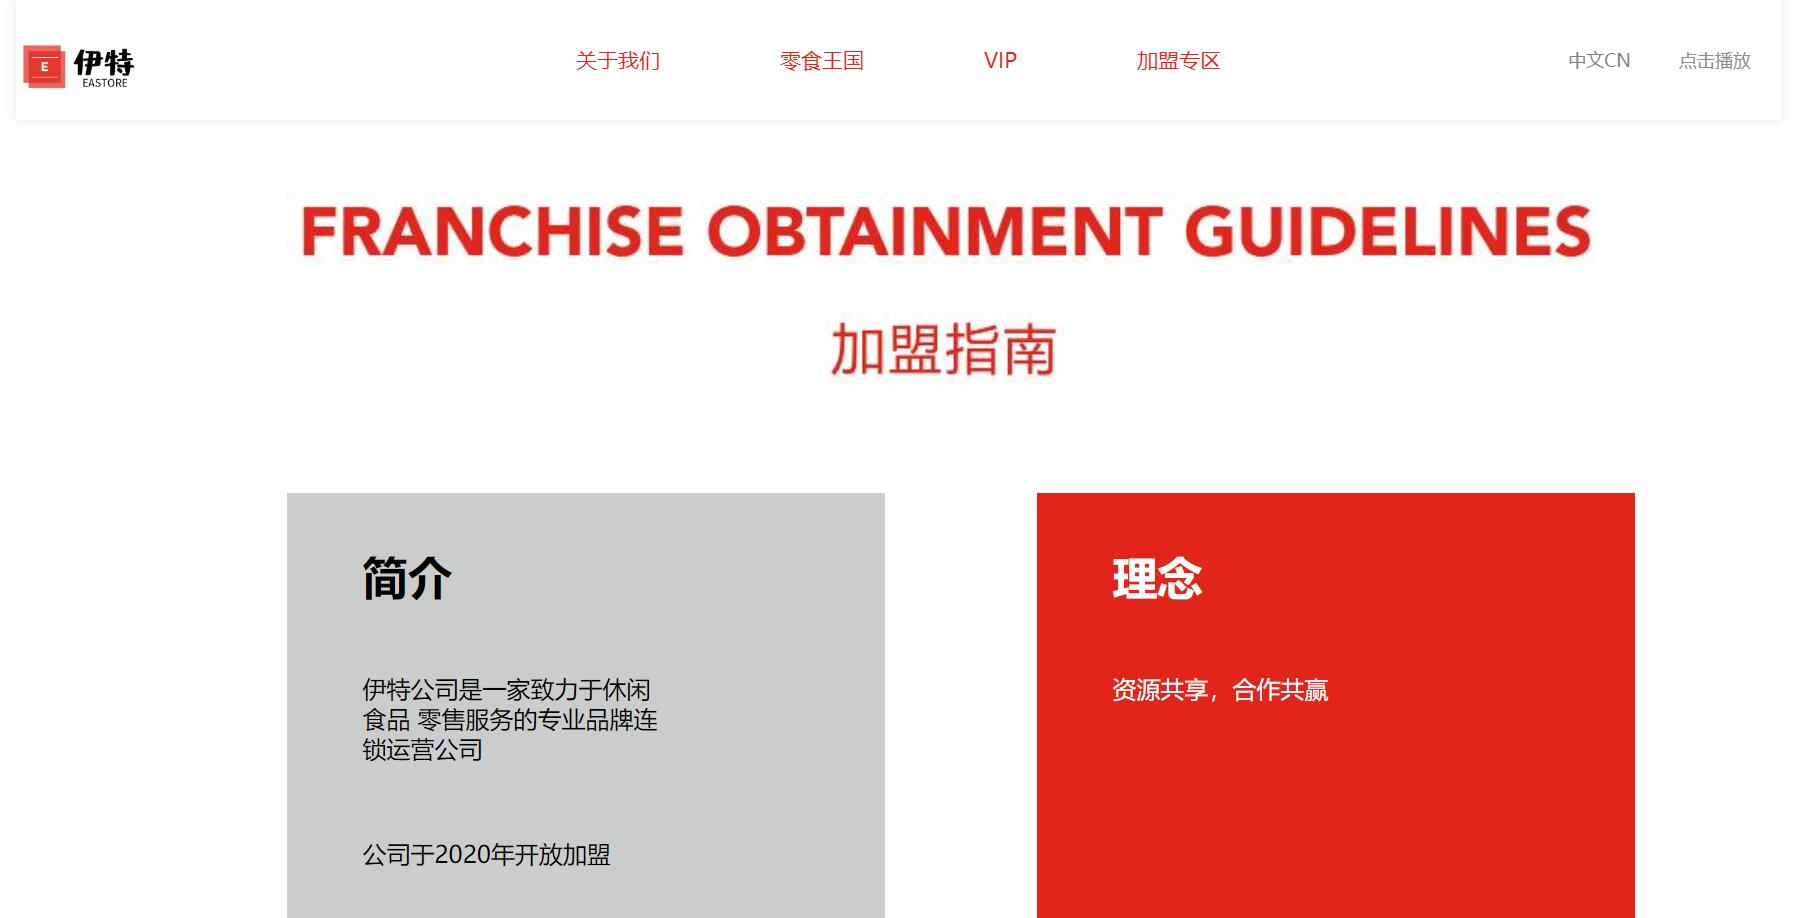 E
伊特
EASTORE
关于我们
零食王国
VIP
加盟专区
中文CN
点击播放
FRANCHISE OBTAINMENT GUIDELINES
加盟指南
简介
伊特公司是一家致力于休闲
食品 零售服务的专业品牌连
锁运营公司
公司于2020年开放加盟
理念
资源共享，合作共赢